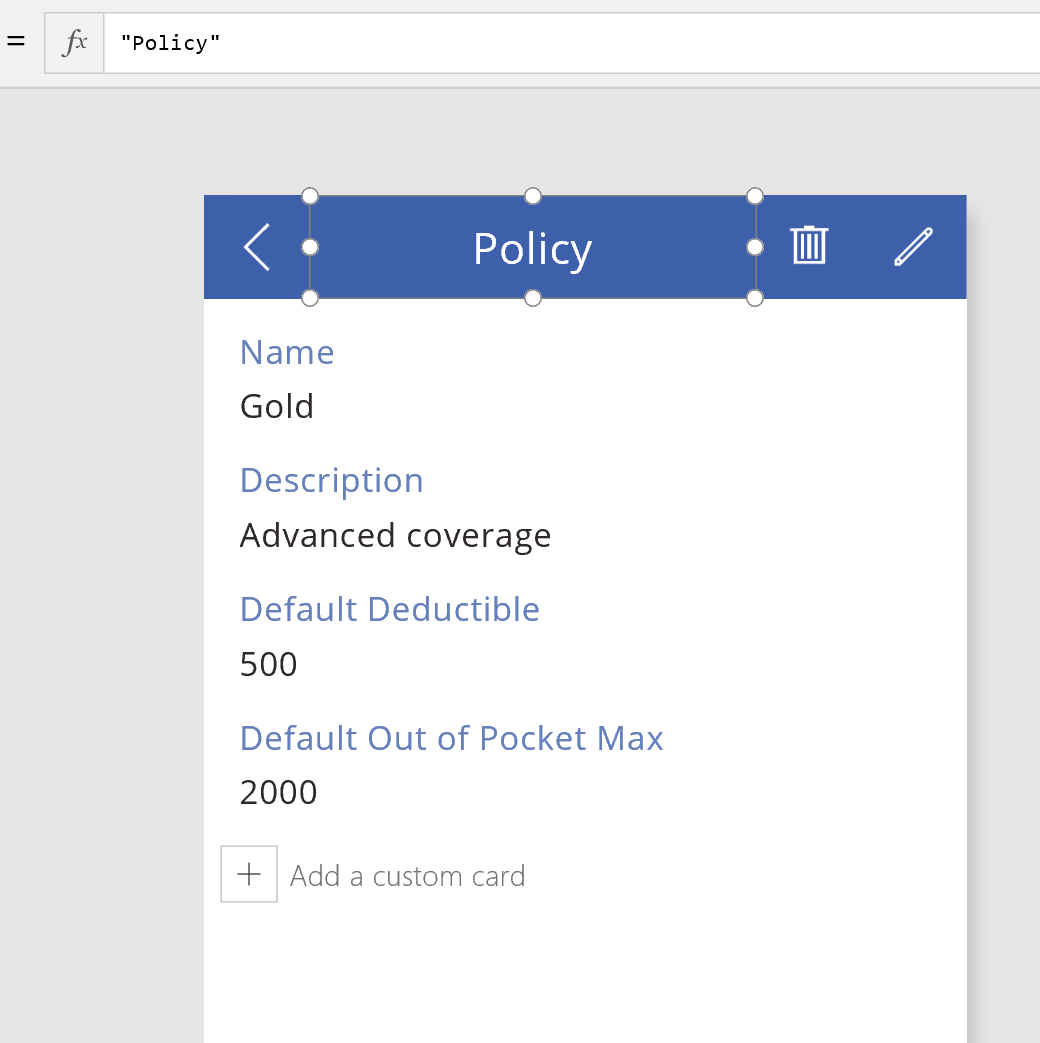 = fx "Policy"
Policy
Name
Gold
Description
Advanced coverage
Default Deductible
500
Default Out of Pocket Max
2000
Add a custom card